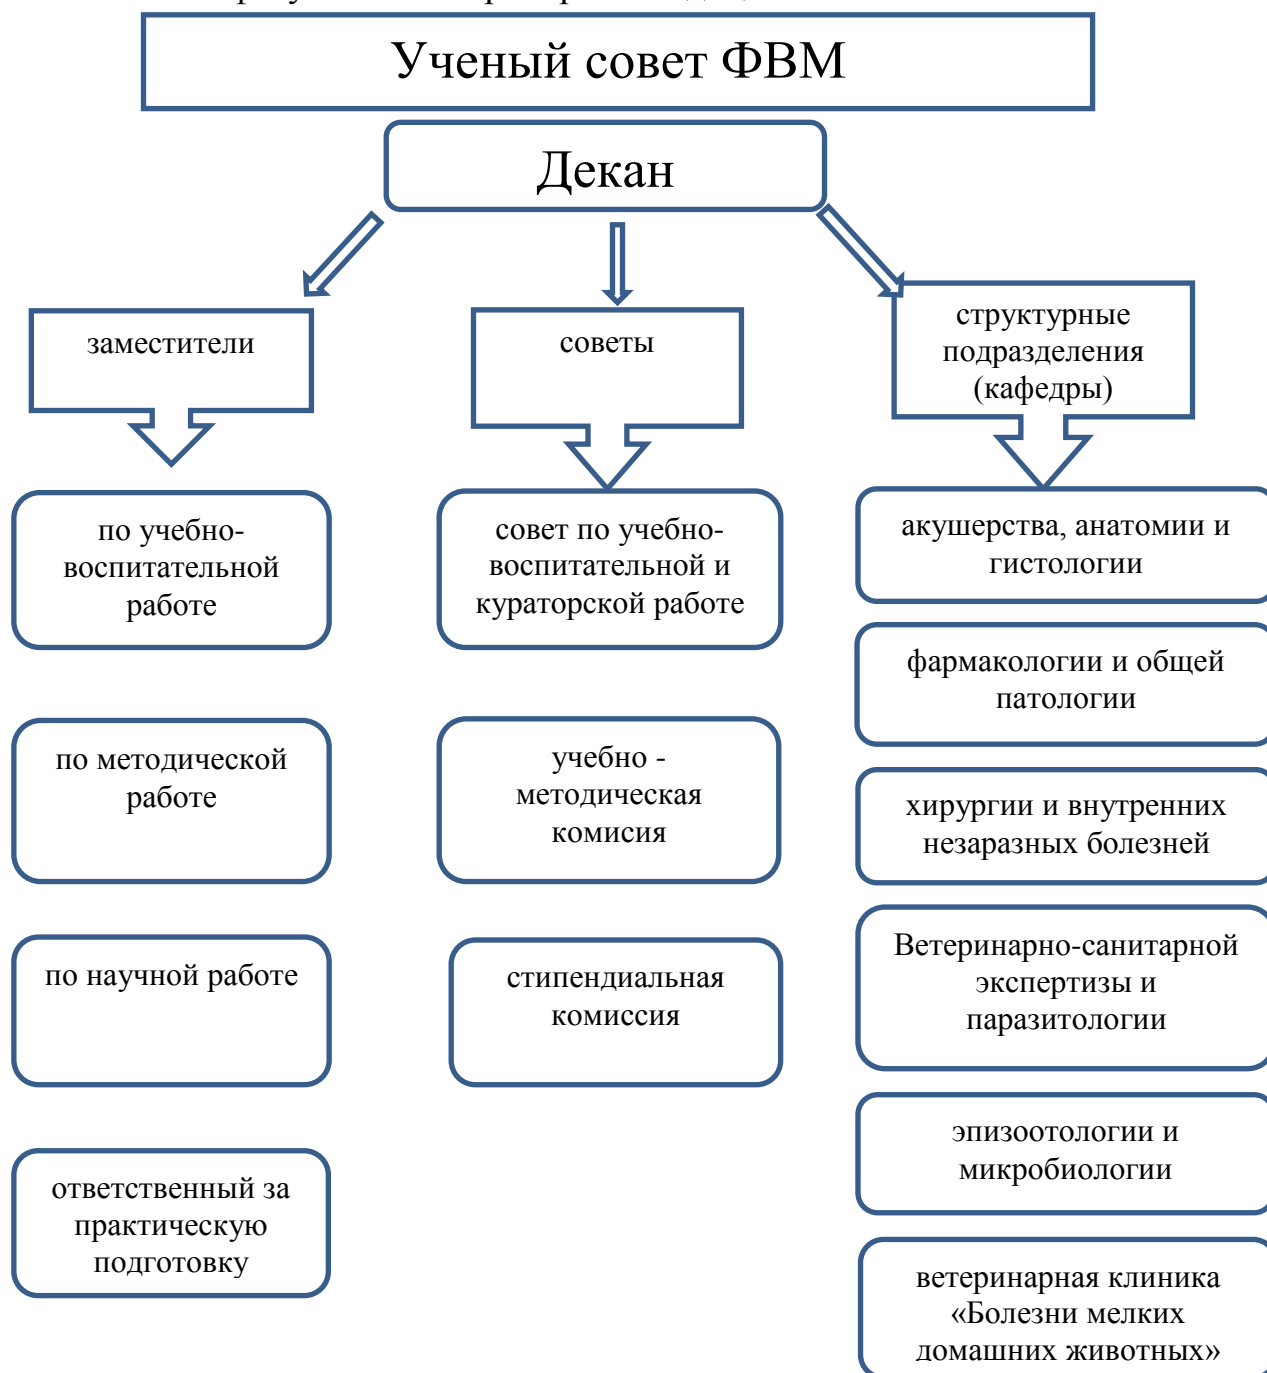 Ученый совет ФВМ
Декан
заместители
советы
структурные
подразделения
(кафедры)
по учебно-
воспитательной
работе
по методической
работе
по научной работе
ответственный за
практическую
подготовку
совет по учебно-
воспитательной и
кураторской работе
учебно -
методическая
комисия
стипендиальная
комиссия
акушерства, анатомии и
гистологии
фармакологии и общей
патологии
хирургии и внутренних
незаразных болезней
Ветеринарно-санитарной
экспертизы и
паразитологии
эпизоотологии и
микробиологии
ветеринарная клиника
«Болезни мелких
домашних животных»